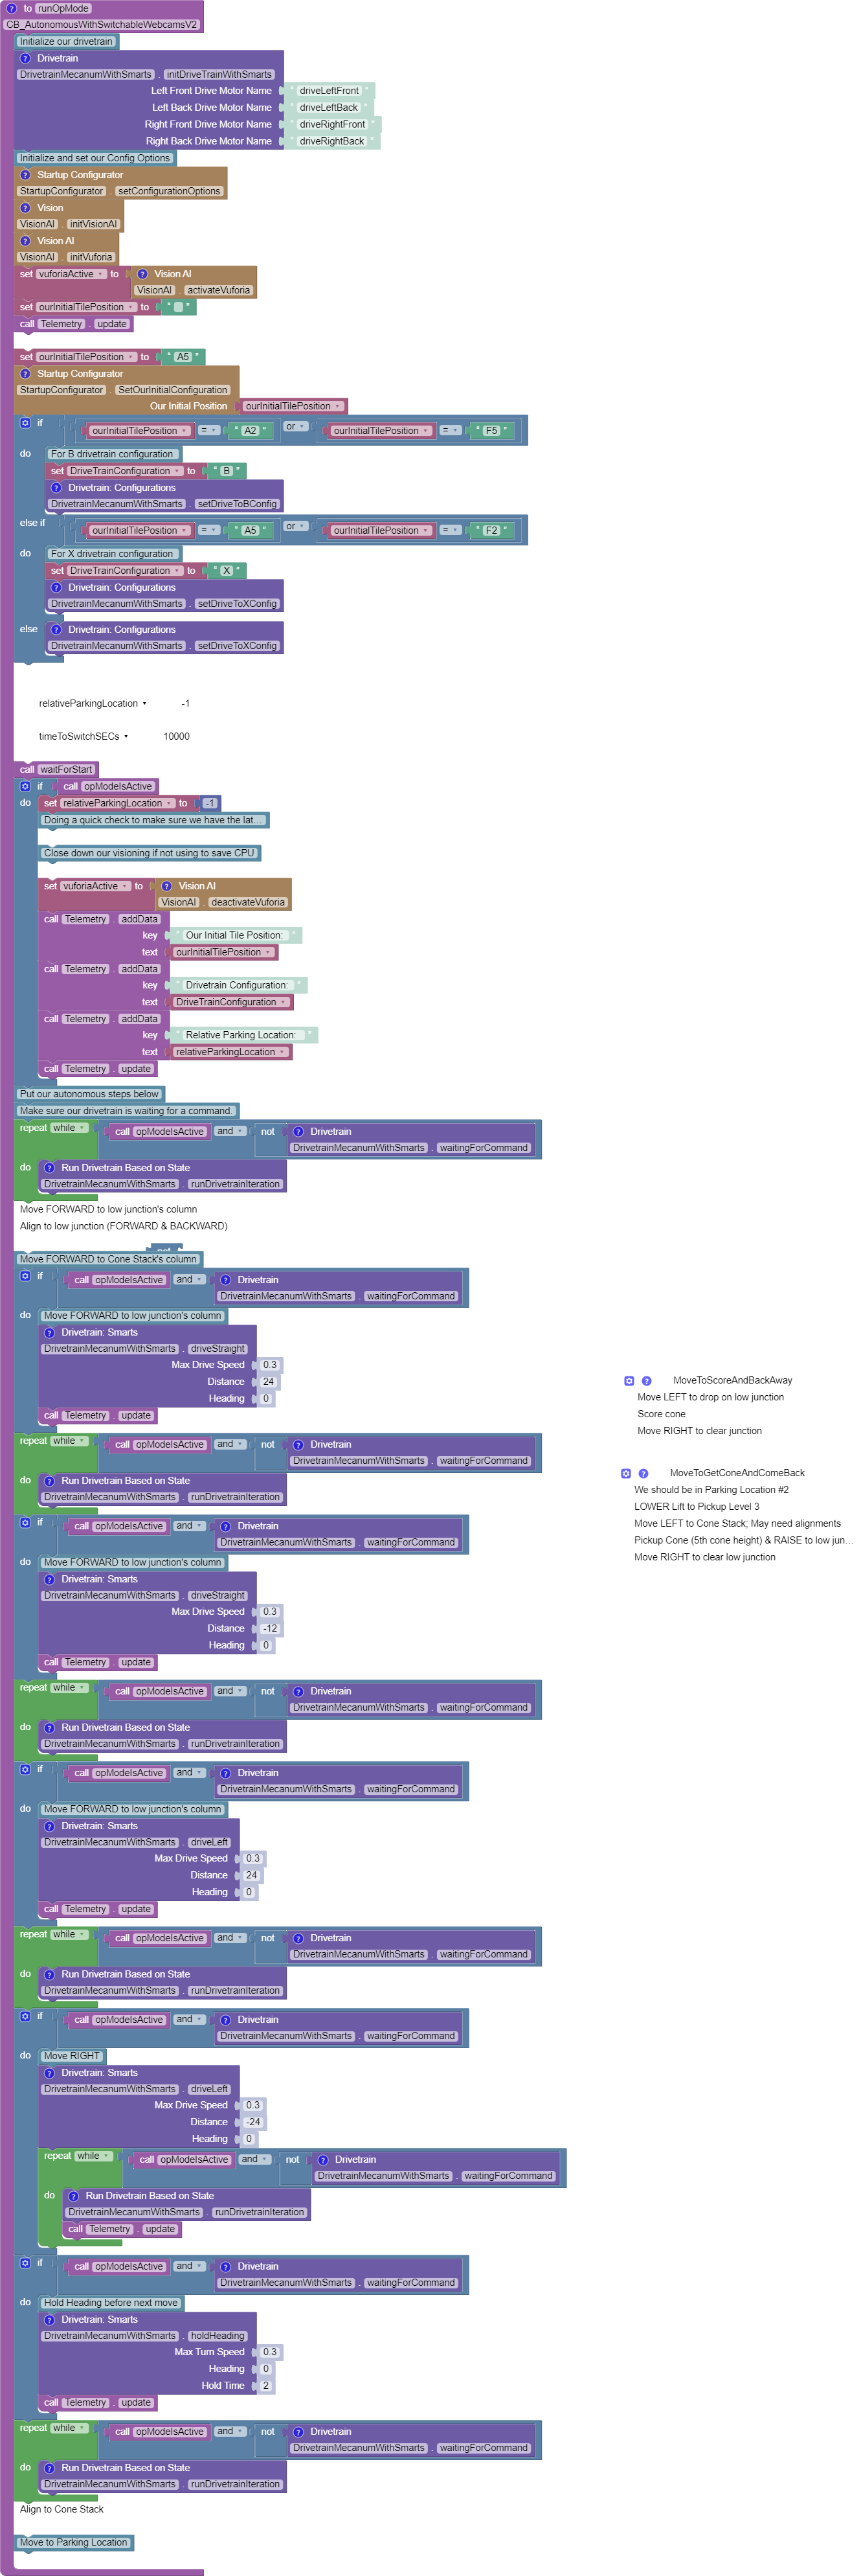 to runOpMode
CB_AutonomousWithSwitchableWebcamsV2
Initialize our drivetrain
Drivetrain
DrivetrainMecanumWithSmarts . initDriveTrainWithSmarts
Left Front Drive Motor Name " driveLeftFront "
Left Back Drive Motor Name " driveLeftBack "
Right Front Drive Motor Name " driveRightFront "
Right Back Drive Motor Name " driveRightBack "
Initialize and set our Config Options
Startup Configurator
StartupConfigurator . setConfigurationOptions
Vision
VisionAI . initVisionAI
Vision AI
VisionAI . initVuforia
set vuforiaActive to Vision AI
VisionAI . activateVuforia
set ourInitialTilePosition to " "
call Telemetry . update
set ourInitialTilePosition to " A5 "
Startup Configurator
StartupConfigurator . SetOurInitialConfiguration
Our Initial Position ourInitialTilePosition
if ourInitialTilePosition = " A2 " or ourInitialTilePosition = " F5 "
do For B drivetrain configuration
set DriveTrainConfiguration to " B "
Drivetrain: Configurations
DrivetrainMecanumWithSmarts . setDriveToBConfig
else if ourInitialTilePosition = " A5 " or ourInitialTilePosition = " F2 "
do For X drivetrain configuration
set DriveTrainConfiguration to " X "
Drivetrain: Configurations
DrivetrainMecanumWithSmarts . setDriveToXConfig
else Drivetrain: Configurations
DrivetrainMecanumWithSmarts . setDriveToXConfig
relativeParkingLocation -1
timeToSwitchSECs 10000
call waitForStart
if call opModeIsActive
do set relativeParkingLocation to -1
Doing a quick check to make sure we have the lat...
Close down our visioning if not using to save CPU
set vuforiaActive to Vision AI
VisionAI . deactivateVuforia
call Telemetry . addData
key " Our Initial Tile Position: "
text ourInitialTilePosition
call Telemetry . addData
key " Drivetrain Configuration: "
text DriveTrainConfiguration
call Telemetry . addData
key " Relative Parking Location: "
text relativeParkingLocation
call Telemetry . update
Put our autonomous steps below
Make sure our drivetrain is waiting for a command.
repeat while call opModeIsActive and not Drivetrain
DrivetrainMecanumWithSmarts . waitingForCommand
do Run Drivetrain Based on State
DrivetrainMecanumWithSmarts . runDrivetrainIteration
Move FORWARD to low junction's column
Align to low junction (FORWARD & BACKWARD)
Move FORWARD to Cone Stack's column
if call opModeIsActive and Drivetrain
DrivetrainMecanumWithSmarts . waitingForCommand
do Move FORWARD to low junction's column
Drivetrain: Smarts
DrivetrainMecanumWithSmarts . driveStraight
Max Drive Speed 0.3
Distance 24
Heading 0
call Telemetry . update
repeat while call opModeIsActive and not Drivetrain
DrivetrainMecanumWithSmarts . waitingForCommand
do Run Drivetrain Based on State
DrivetrainMecanumWithSmarts . runDrivetrainIteration
if call opModeIsActive and Drivetrain
DrivetrainMecanumWithSmarts . waitingForCommand
do Move FORWARD to low junction's column
Drivetrain: Smarts
DrivetrainMecanumWithSmarts . driveStraight
Max Drive Speed 0.3
Distance -12
Heading 0
call Telemetry . update
repeat while call opModeIsActive and not Drivetrain
DrivetrainMecanumWithSmarts . waitingForCommand
do Run Drivetrain Based on State
DrivetrainMecanumWithSmarts . runDrivetrainIteration
if call opModeIsActive and Drivetrain
DrivetrainMecanumWithSmarts . waitingForCommand
do Move FORWARD to low junction's column
Drivetrain: Smarts
DrivetrainMecanumWithSmarts . driveLeft
Max Drive Speed 0.3
Distance 24
Heading 0
call Telemetry . update
repeat while call opModeIsActive and not Drivetrain
DrivetrainMecanumWithSmarts . waitingForCommand
do Run Drivetrain Based on State
DrivetrainMecanumWithSmarts . runDrivetrainIteration
if call opModeIsActive and Drivetrain
DrivetrainMecanumWithSmarts . waitingForCommand
do Move RIGHT
Drivetrain: Smarts
DrivetrainMecanumWithSmarts . driveLeft
Max Drive Speed 0.3
Distance -24
Heading 0
repeat while call opModeIsActive and not Drivetrain
DrivetrainMecanumWithSmarts . waitingForCommand
do Run Drivetrain Based on State
DrivetrainMecanumWithSmarts . runDrivetrainIteration
call Telemetry . update
if call opModeIsActive and Drivetrain
DrivetrainMecanumWithSmarts . waitingForCommand
do Hold Heading before next move
Drivetrain: Smarts
DrivetrainMecanumWithSmarts . holdHeading
Max Turn Speed 0.3
Heading 0
Hold Time 2
call Telemetry . update
repeat while call opModeIsActive and not Drivetrain
DrivetrainMecanumWithSmarts . waitingForCommand
do Run Drivetrain Based on State
DrivetrainMecanumWithSmarts . runDrivetrainIteration
Align to Cone Stack
Move to Parking Location
MoveToScoreAndBackAway
Move LEFT to drop on low junction
Score cone
Move RIGHT to clear junction
MoveToGetConeAndComeBack
We should be in Parking Location #2
LOWER Lift to Pickup Level 3
Move LEFT to Cone Stack; May need alignments
Pickup Cone (5th cone height) & RAISE to low jun...
Move RIGHT to clear low junction